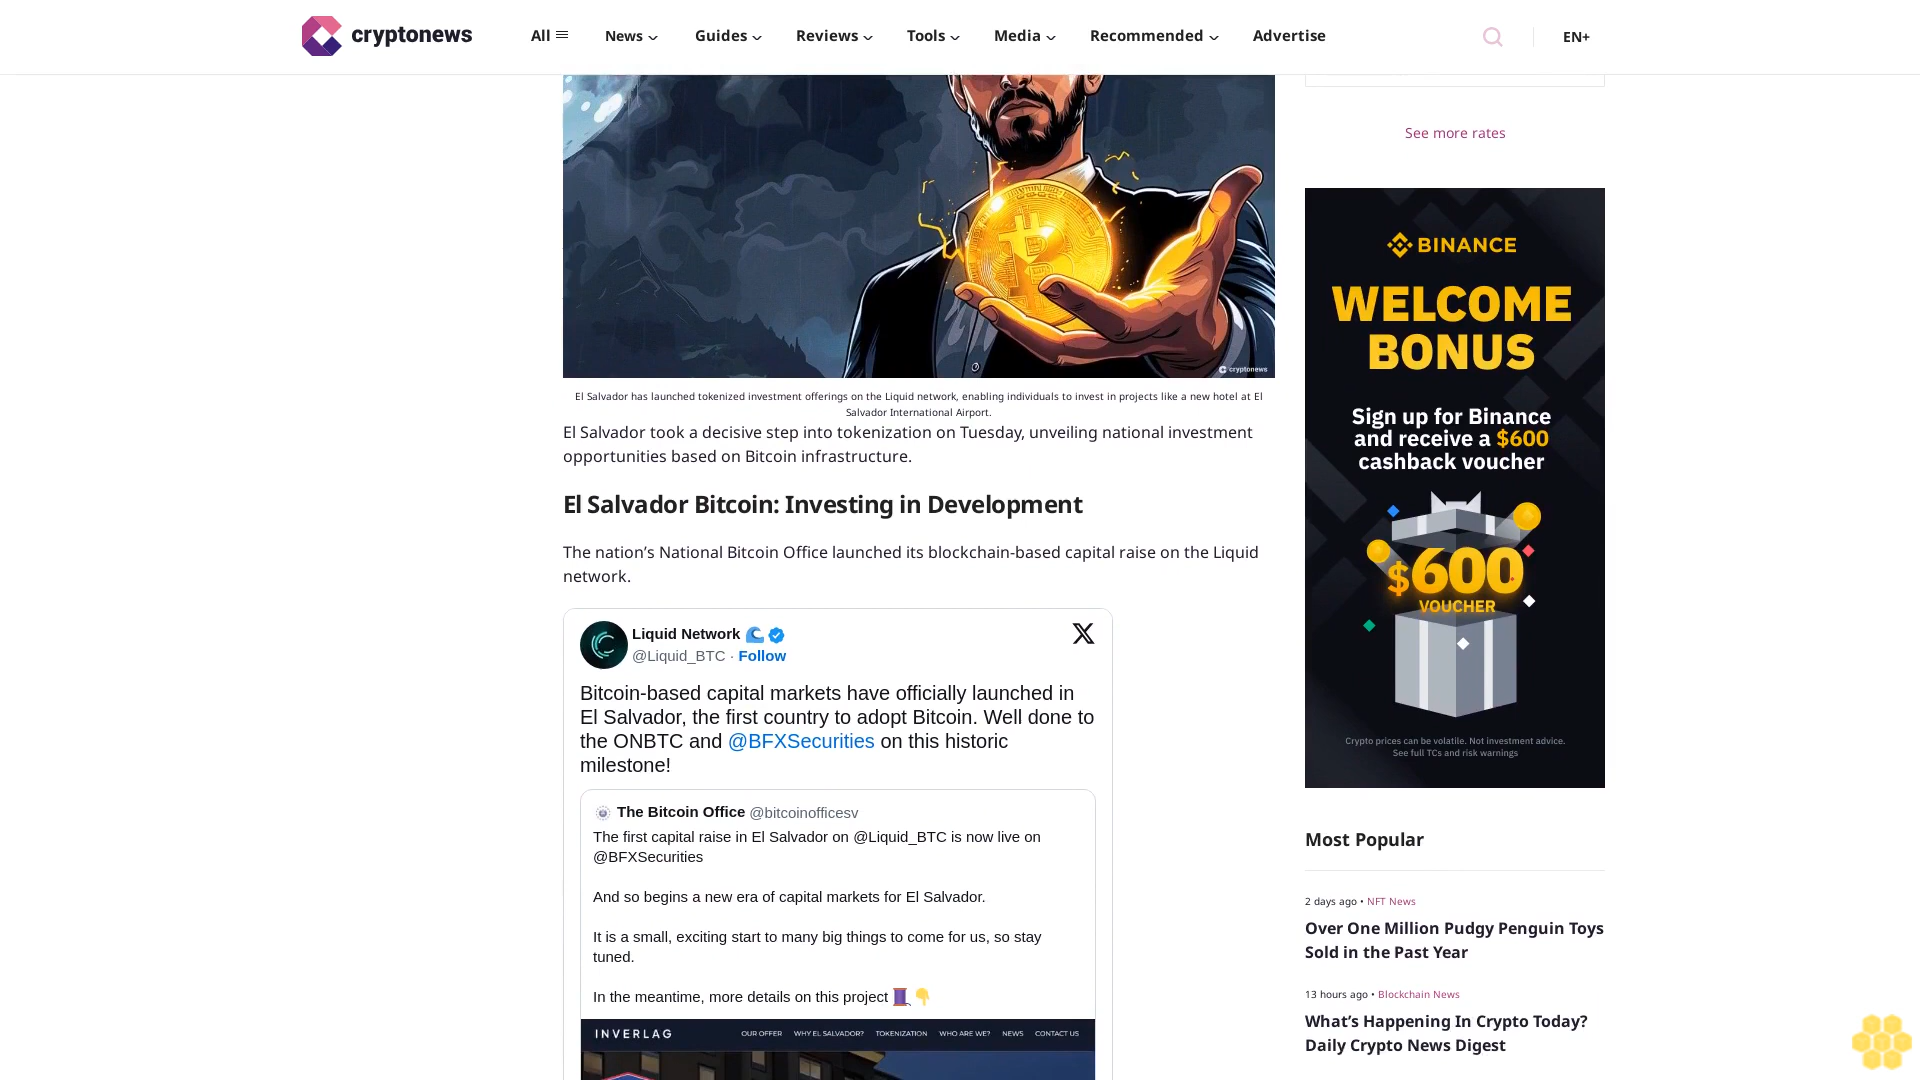 cryptonews
All
News
Guides
Reviews
Tools
Media
Recommended
Advertise
EN+
cryptonews
El Salvador has launched tokenized investment offerings on the Liquid network, enabling individuals to invest in projects like a new hotel at El
Salvador International Airport.
El Salvador took a decisive step into tokenization on Tuesday, unveiling national investment
opportunities based on Bitcoin infrastructure.
El Salvador Bitcoin: Investing in Development
The nation’s National Bitcoin Office launched its blockchain-based capital raise on the Liquid
network.
Liquid Network 🌊
@Liquid_BTC · Follow
Bitcoin-based capital markets have officially launched in
El Salvador, the first country to adopt Bitcoin. Well done to
the ONBTC and @BFXSecurities on this historic
milestone!
The Bitcoin Office @bitcoinofficesv
The first capital raise in El Salvador on @Liquid_BTC is now live on
@BFXSecurities
And so begins a new era of capital markets for El Salvador.
It is a small, exciting start to many big things to come for us, so stay
tuned.
In the meantime, more details on this project 🧵👇
INVERLAG
OUR OFFER
WHY EL SALVADOR?
TOKENIZATION
WHO ARE WE?
NEWS
CONTACT US
See more rates
BINANCE
WELCOME
BONUS
Sign up for Binance
and receive a $600
cashback voucher
$600
VOUCHER
Crypto prices can be volatile. Not investment advice.
See full TCs and risk warnings
Most Popular
2 days ago • NFT News
Over One Million Pudgy Penguin Toys
Sold in the Past Year
13 hours ago • Blockchain News
What’s Happening In Crypto Today?
Daily Crypto News Digest